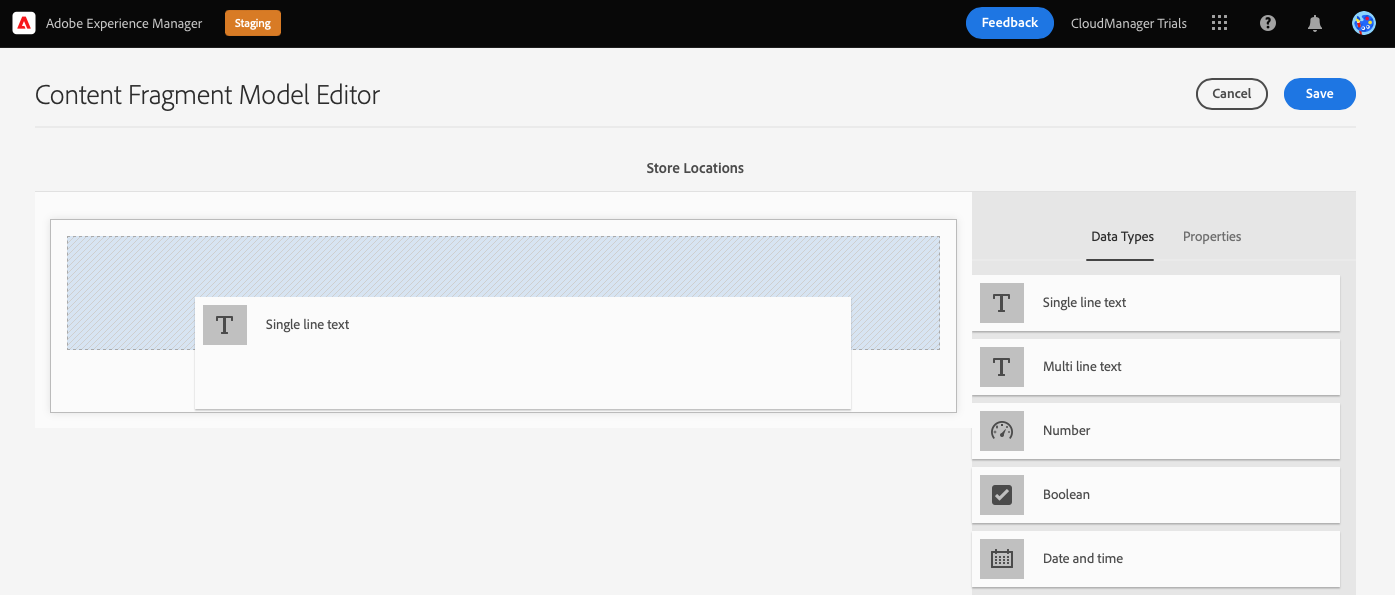 Adobe Experience Manager
Staging
Feedback
CloudManager Trials
Content Fragment Model Editor
Cancel
Save
Store Locations
Single line text
Data Types
Properties
Single line text
Multi line text
Number
Boolean
Date and time